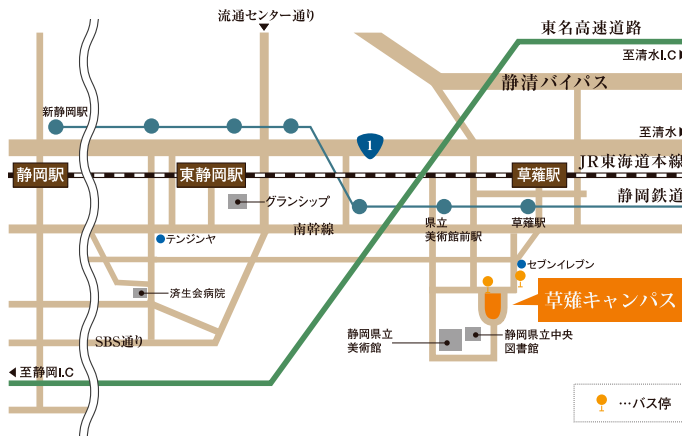 流通センター通り
東名高速道路
至清水I.C
静清バイパス
新静岡駅
至清水
1
JR東海道本線
静岡駅
東静岡駅
草薙駅
静岡鉄道
グランシップ
県立
美術館前駅
草薙駅
南幹線
テンジンヤ
セブンイレブン
済生会病院
草薙キャンパス
静岡県立
美術館
静岡県立中央
図書館
SBS通り
至静岡I.C
…バス停